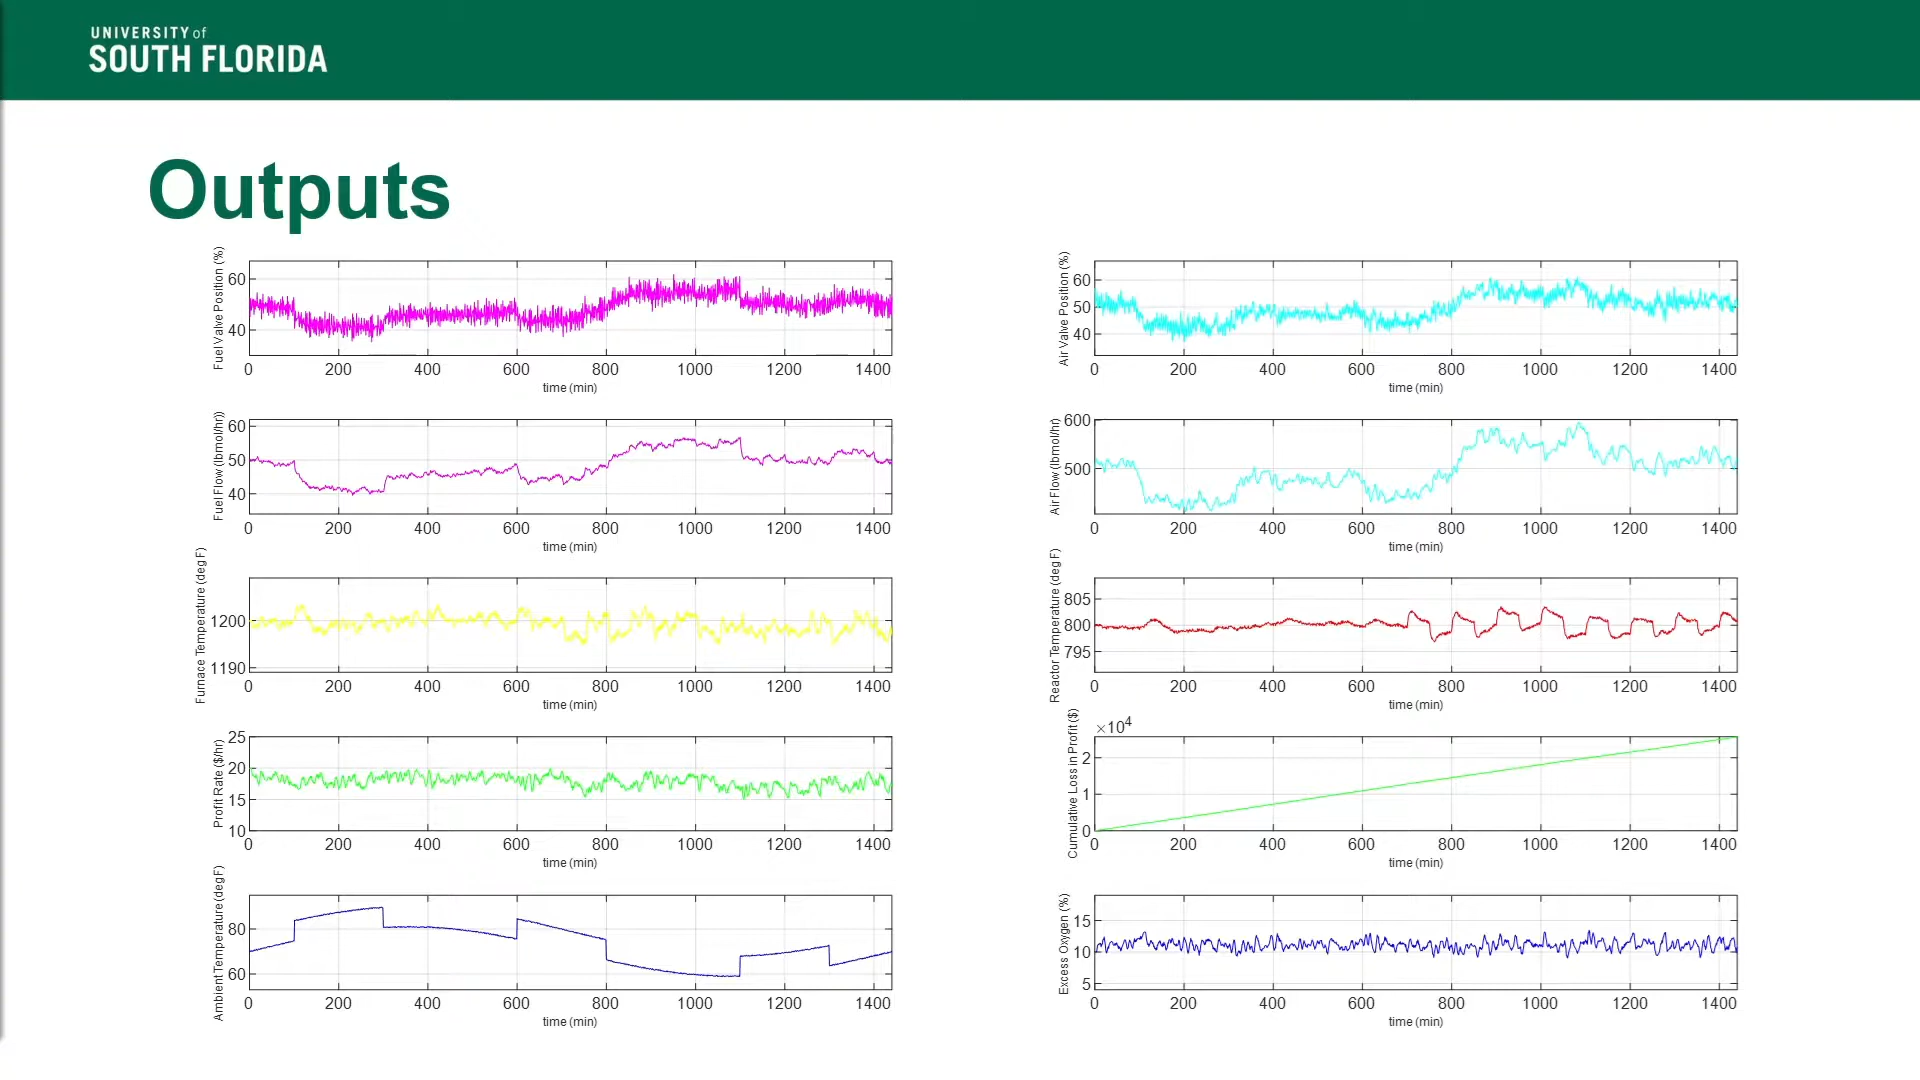 UNIVERSITY of
SOUTH FLORIDA
Outputs
Fuel Valve Position (%)
60
40
0 200 400 600 800 1000 1200 1400
time (min)
Air Valve Position (%)
60
50
40
0 200 400 600 800 1000 1200 1400
time (min)
Fuel Flow (lbmol/hr))
60
50
40
0 200 400 600 800 1000 1200 1400
time (min)
Air Flow (lbmol/hr)
600
500
0 200 400 600 800 1000 1200 1400
time (min)
Furnace Temperature (deg F)
1200
1190
0 200 400 600 800 1000 1200 1400
time (min)
Reactor Temperature (deg F)
805
800
795
0 200 400 600 800 1000 1200 1400
time (min)
Profit Rate ($/hr)
25
20
15
10
0 200 400 600 800 1000 1200 1400
time (min)
Cumulative Loss in Profit ($)
×10⁴
2
1
0
0 200 400 600 800 1000 1200 1400
time (min)
Ambient Temperature (deg F)
80
60
0 200 400 600 800 1000 1200 1400
time (min)
Excess Oxygen (%)
15
10
5
0 200 400 600 800 1000 1200 1400
time (min)